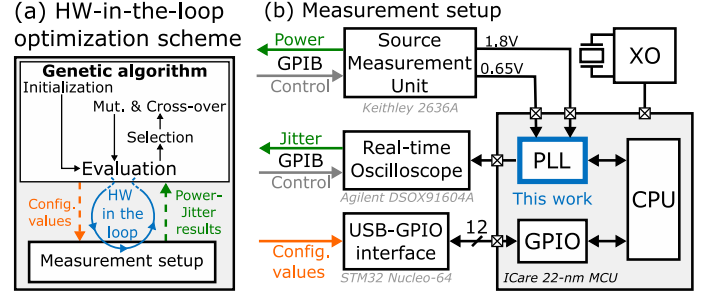 (a) HW-in-the-loop
optimization scheme
Genetic algorithm
Initialization
Mut. & Cross-over
Selection
Evaluation
Config.
values
HW
in the
loop
Power-
Jitter
results
Measurement setup
(b) Measurement setup
Power
GPIB
Control
Source
Measurement
Unit
Keithley 2636A
1.8V
0.65V
XO
Jitter
GPIB
Control
Real-time
Oscilloscope
Agilent DSOX91604A
PLL
This work
CPU
Config.
values
USB-GPIO
interface
STM32 Nucleo-64
12
GPIO
ICare 22-nm MCU